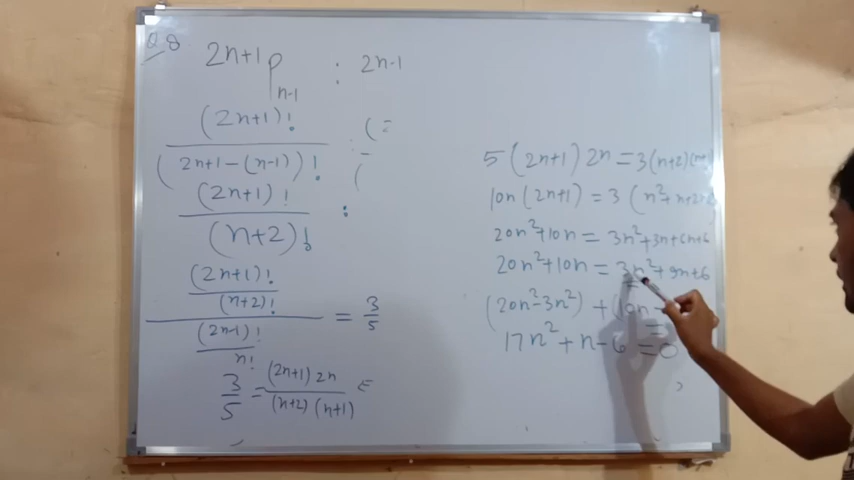 Q 8
2n+1 P n-1 : 2n-1
(2n+1)! : (2
(2n+1-(n-1))! (
(2n+1)! :
(n+2)!
(2n+1)!
(n+2)!
= 3/5
(2n-1)!
n!
3/5 = (2n+1) 2n
(n+2) (n+1)
5(2n+1) 2n = 3(n+2)(n+1
10n(2n+1) = 3(n²+n+2n+
20n²+10n = 3n²+3n+6n+6
20n²+10n = 3n²+9n+6
(20n²-3n²) + (10n-
=
17n²+n-6 = 0